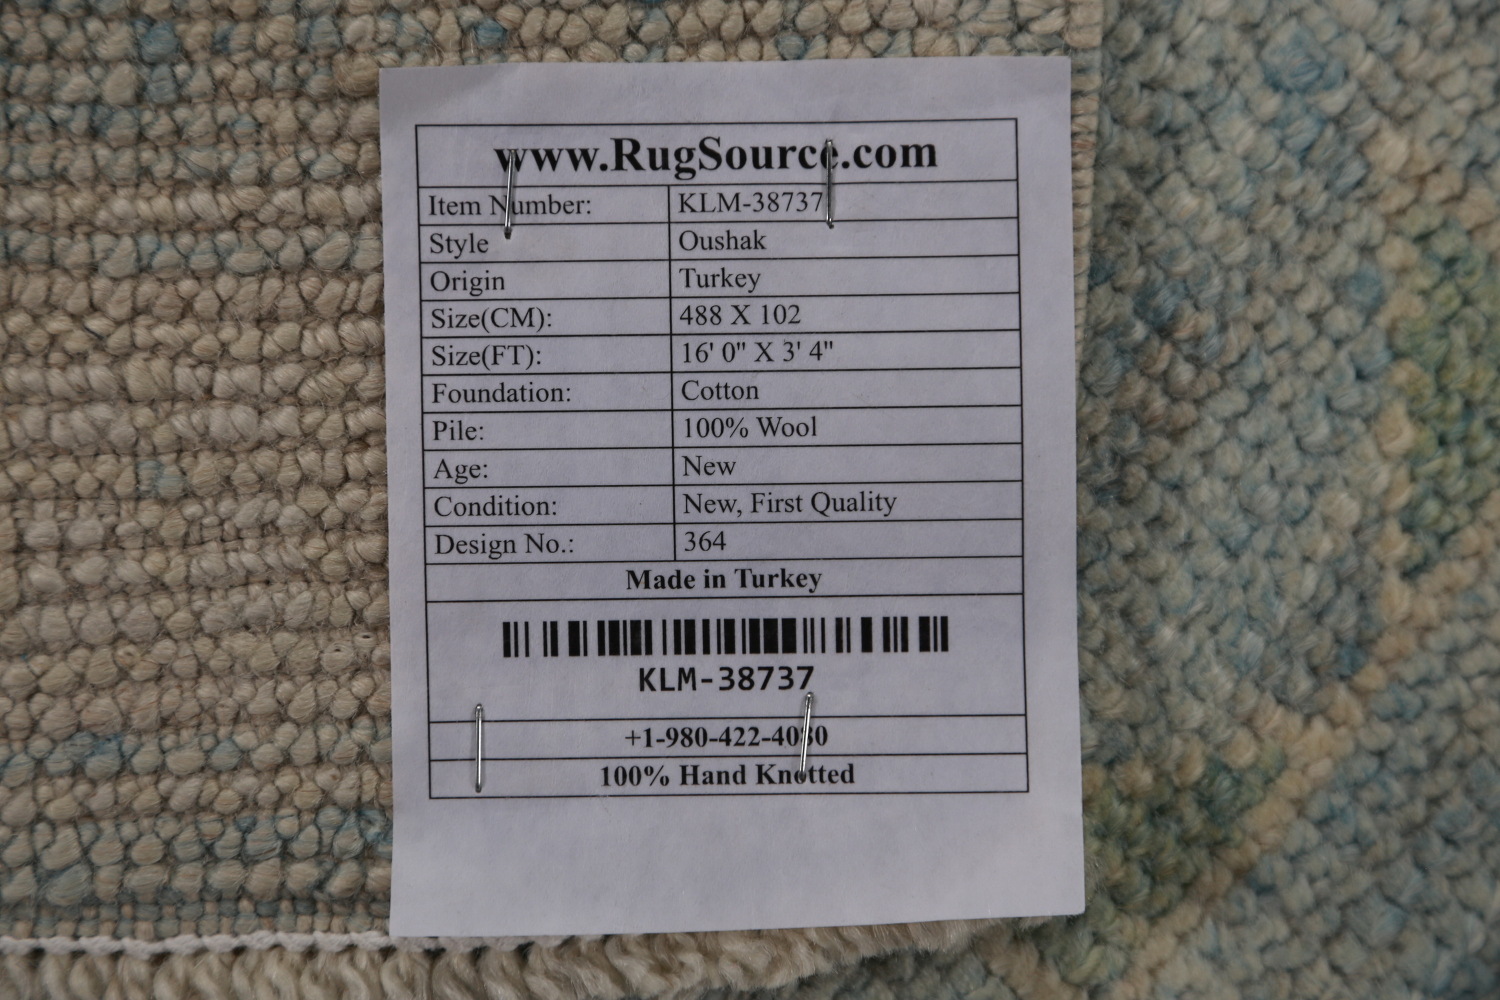 www.RugSource.com
Item Number: KLM-38737
Style Oushak
Origin Turkey
Size(CM): 488 X 102
Size(FT): 16' 0" X 3' 4"
Foundation: Cotton
Pile: 100% Wool
Age: New
Condition: New, First Quality
Design No.: 364
Made in Turkey
KLM-38737
100% Hand Knotted